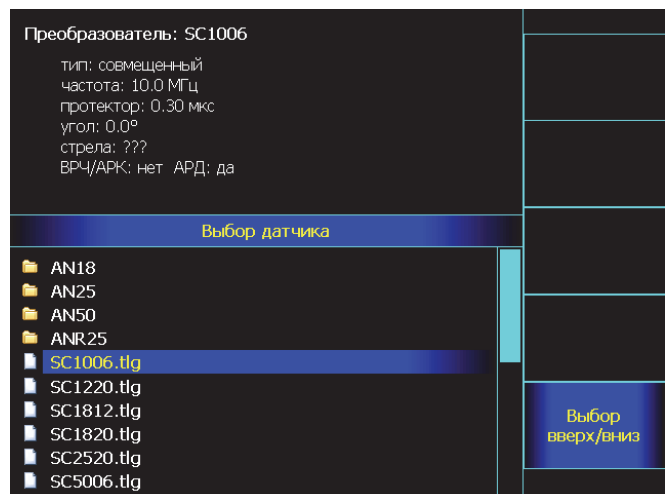 Преобразователь: SC1006
тип: совмещенный
частота: 10.0 МГц
протектор: 0.30 мкс
угол: 0.0°
стрела: ???
ВРЧ/АРК: нет АРД: да
Выбор датчика
AN18
AN25
AN50
ANR25
SC1006.tlg
SC1220.tlg
SC1812.tlg
SC1820.tlg
SC2520.tlg
SC5006.tlg
Выбор
вверх/вниз